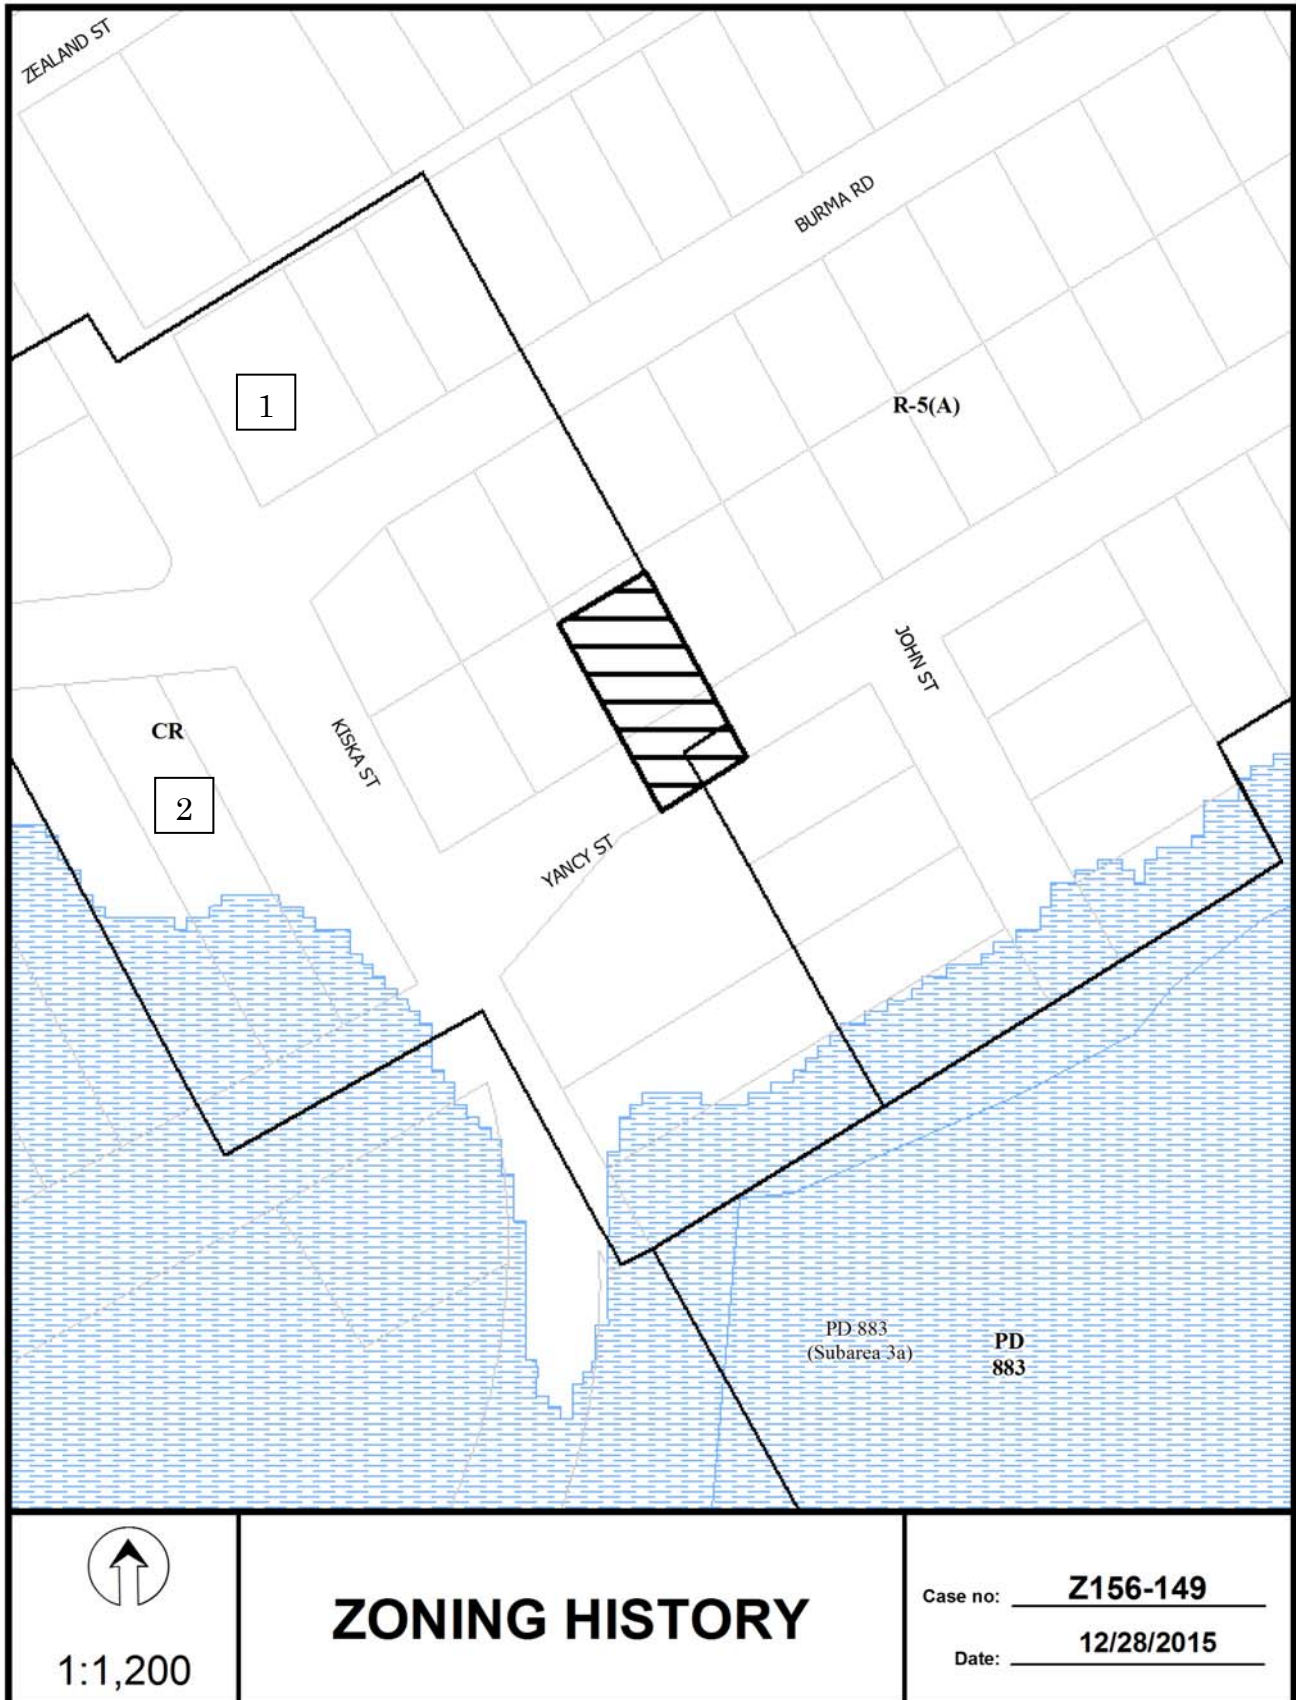 ZEALAND ST
BURMA RD
1
R-5(A)
JOHN ST
CR
KISKA ST
2
YANCY ST
PD 883
(Subarea 3a)
PD
883
1:1,200
ZONING HISTORY
Case no: Z156-149
Date: 12/28/2015